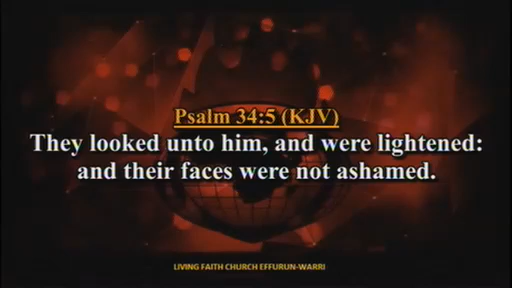 Psalm 34:5 (KJV)
They looked unto him, and were lightened:
and their faces were not ashamed.
LIVING FAITH CHURCH EFFURUN-WARRI